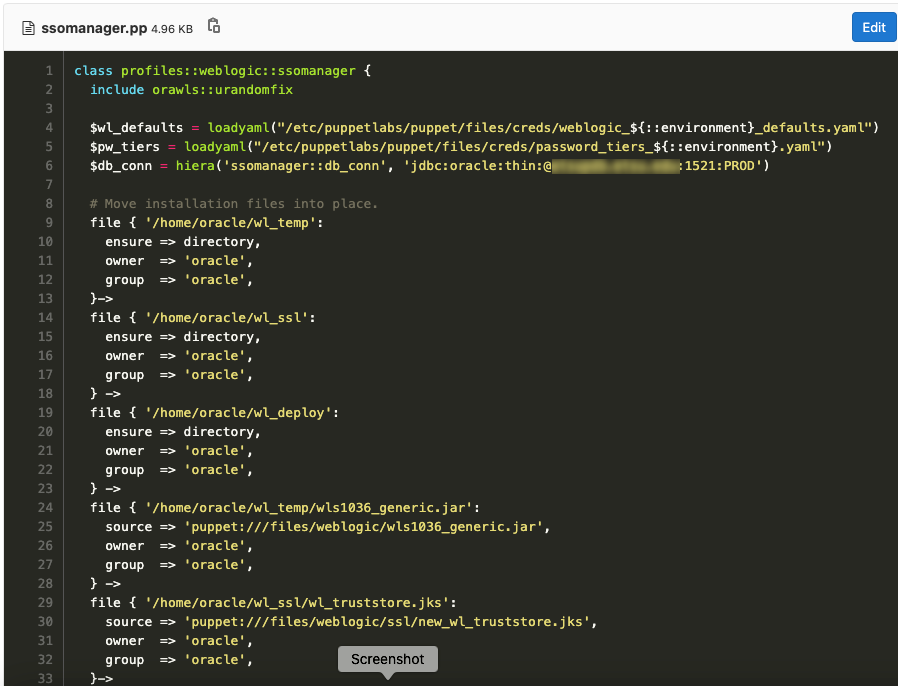 ssomanager.pp 4.96 KB
Edit
1 class profiles::weblogic::ssomanager {
2   include orawls::urandomfix
3
4   $wl_defaults = loadyaml("/etc/puppetlabs/puppet/files/creds/weblogic_${::environment}_defaults.yaml")
5   $pw_tiers = loadyaml("/etc/puppetlabs/puppet/files/creds/password_tiers_${::environment}.yaml")
6   $db_conn = hiera('ssomanager::db_conn', 'jdbc:oracle:thin:@:1521:PROD')
7
8   # Move installation files into place.
9   file { '/home/oracle/wl_temp':
10     ensure => directory,
11     owner  => 'oracle',
12     group  => 'oracle',
13   }->
14   file { '/home/oracle/wl_ssl':
15     ensure => directory,
16     owner  => 'oracle',
17     group  => 'oracle',
18   } ->
19   file { '/home/oracle/wl_deploy':
20     ensure => directory,
21     owner  => 'oracle',
22     group  => 'oracle',
23   } ->
24   file { '/home/oracle/wl_temp/wls1036_generic.jar':
25     source => 'puppet:///files/weblogic/wls1036_generic.jar',
26     owner  => 'oracle',
27     group  => 'oracle',
28   } ->
29   file { '/home/oracle/wl_ssl/wl_truststore.jks':
30     source => 'puppet:///files/weblogic/ssl/new_wl_truststore.jks',
31     owner  => 'oracle',
32     group  => 'oracle',
33   }->
Screenshot